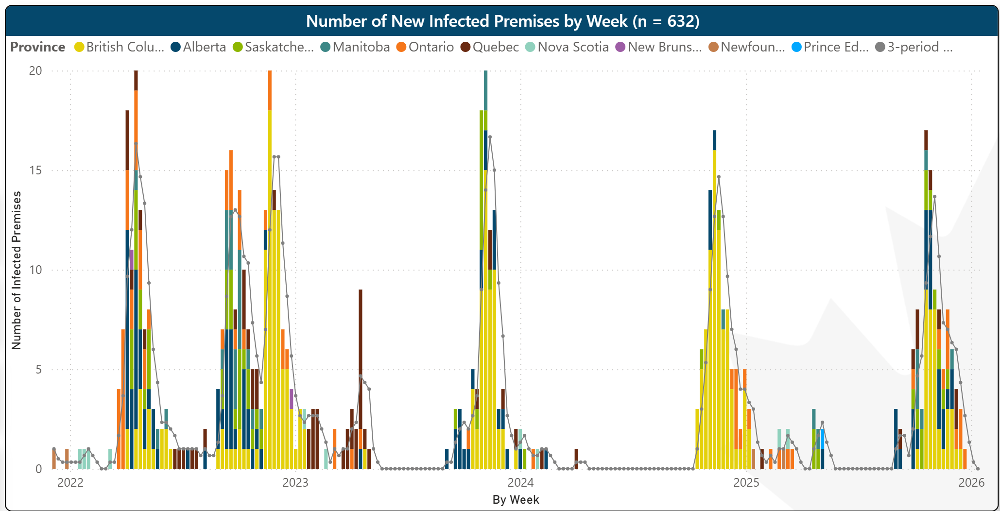 Number of New Infected Premises by Week (n = 632)
Province British Colu... Alberta Saskatche... Manitoba Ontario Quebec Nova Scotia New Bruns... Newfoun... Prince Ed... 3-period ...
20
15
10
5
0
Number of Infected Premises
2022 2023 2024 2025 2026
By Week